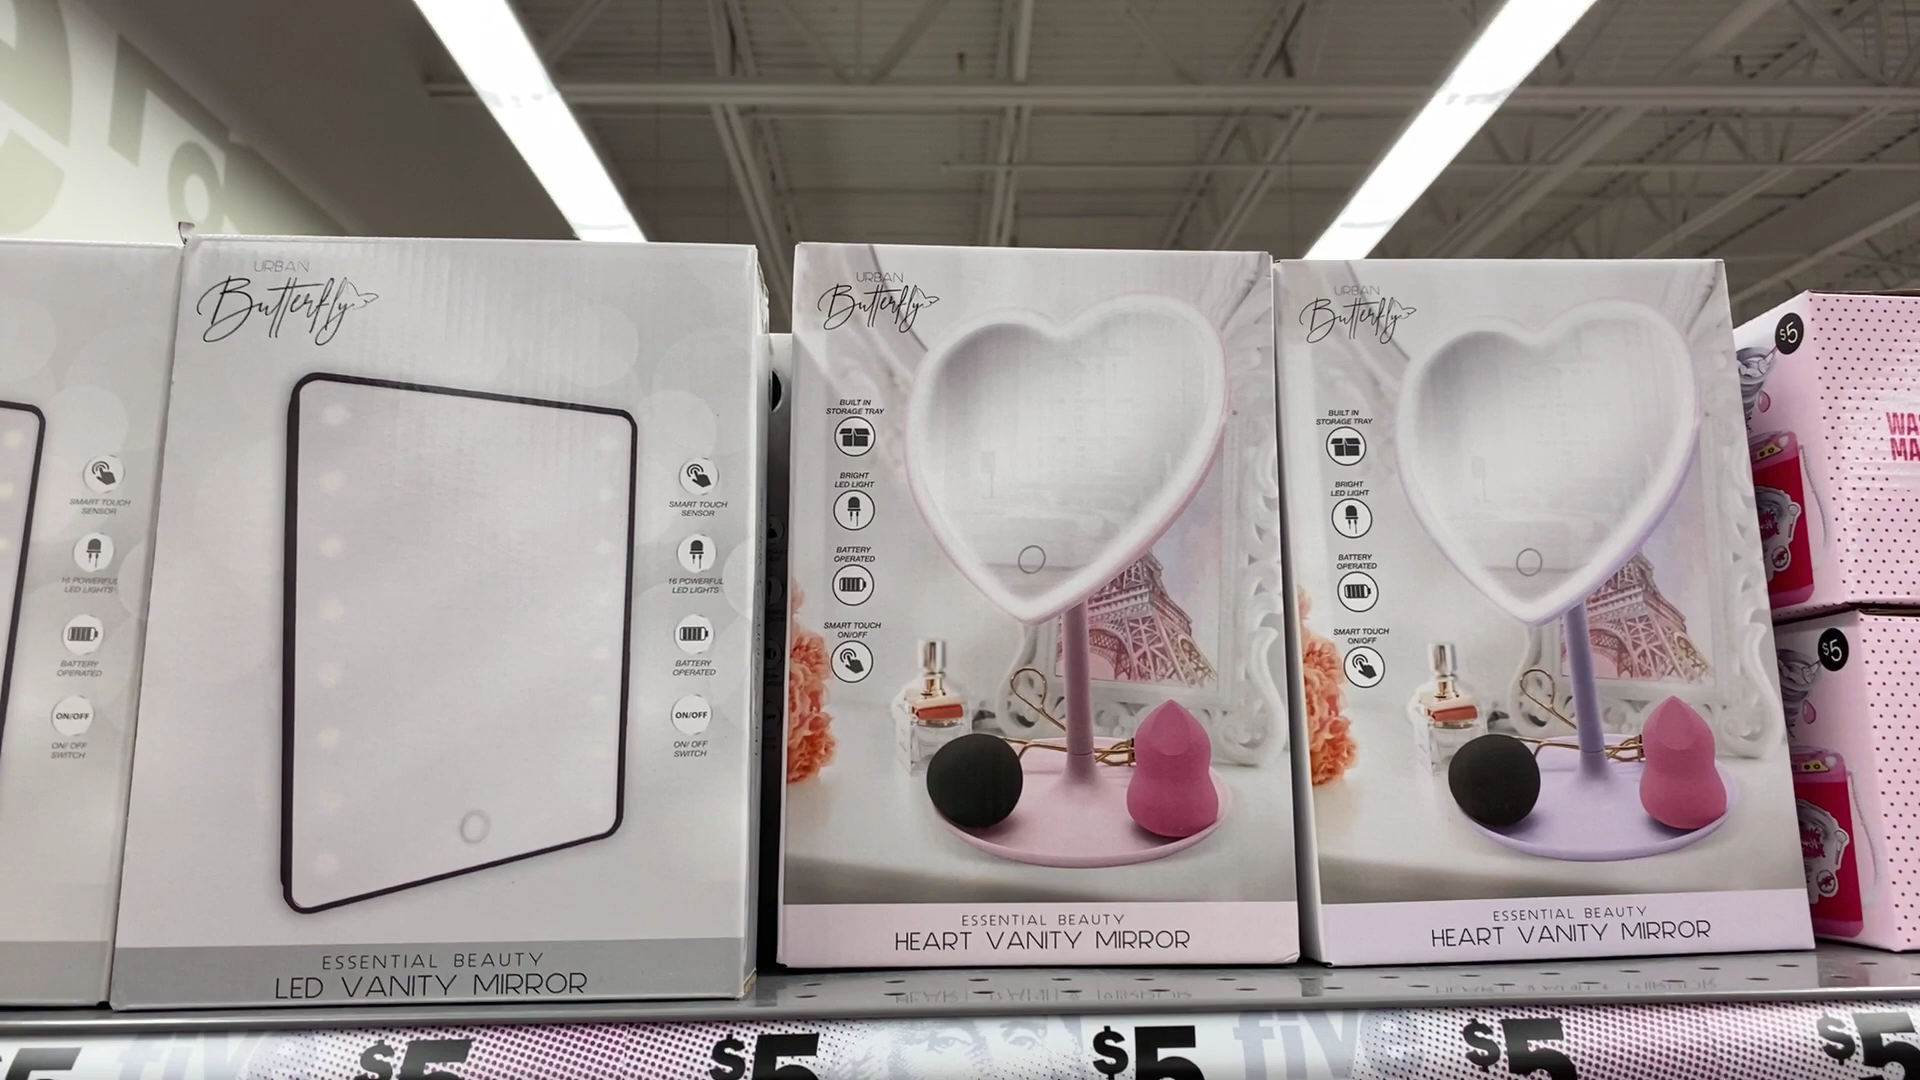 SMART TOUCH
SENSOR
16 POWERFUL
LED LIGHTS
BATTERY
OPERATED
ON/OFF
ON/ OFF
SWITCH
URBAN
Butterfly
SMART TOUCH
SENSOR
16 POWERFUL
LED LIGHTS
BATTERY
OPERATED
ON/OFF
ON/ OFF
SWITCH
ESSENTIAL BEAUTY
LED VANITY MIRROR
URBAN
Butterfly
BUILT IN
STORAGE TRAY
BRIGHT
LED LIGHT
BATTERY
OPERATED
SMART TOUCH
ON/OFF
ESSENTIAL BEAUTY
HEART VANITY MIRROR
URBAN
Butterfly
BUILT IN
STORAGE TRAY
BRIGHT
LED LIGHT
BATTERY
OPERATED
SMART TOUCH
ON/OFF
ESSENTIAL BEAUTY
HEART VANITY MIRROR
$5
$5
5 five $5 $5 $5 five $5 $5